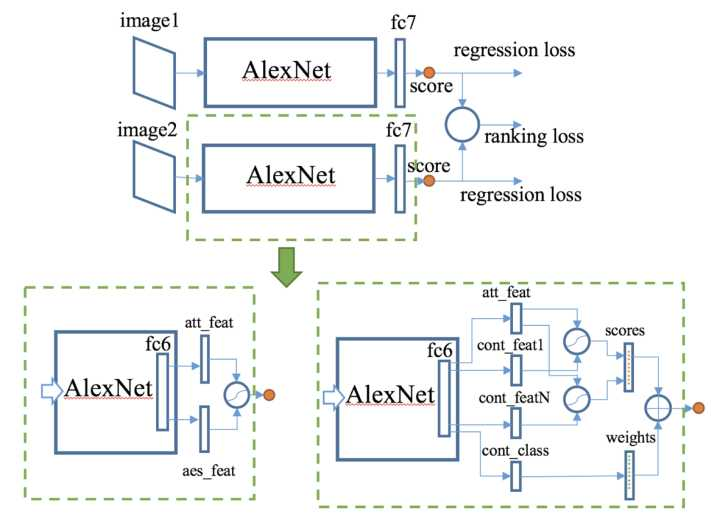 image1
fc7
AlexNet
regression loss
score
image2
fc7
ranking loss
AlexNet
score
regression loss
att_feat
fc6
AlexNet
aes_feat
att_feat
scores
fc6
cont_feat1
AlexNet
cont_featN
cont_class
weights